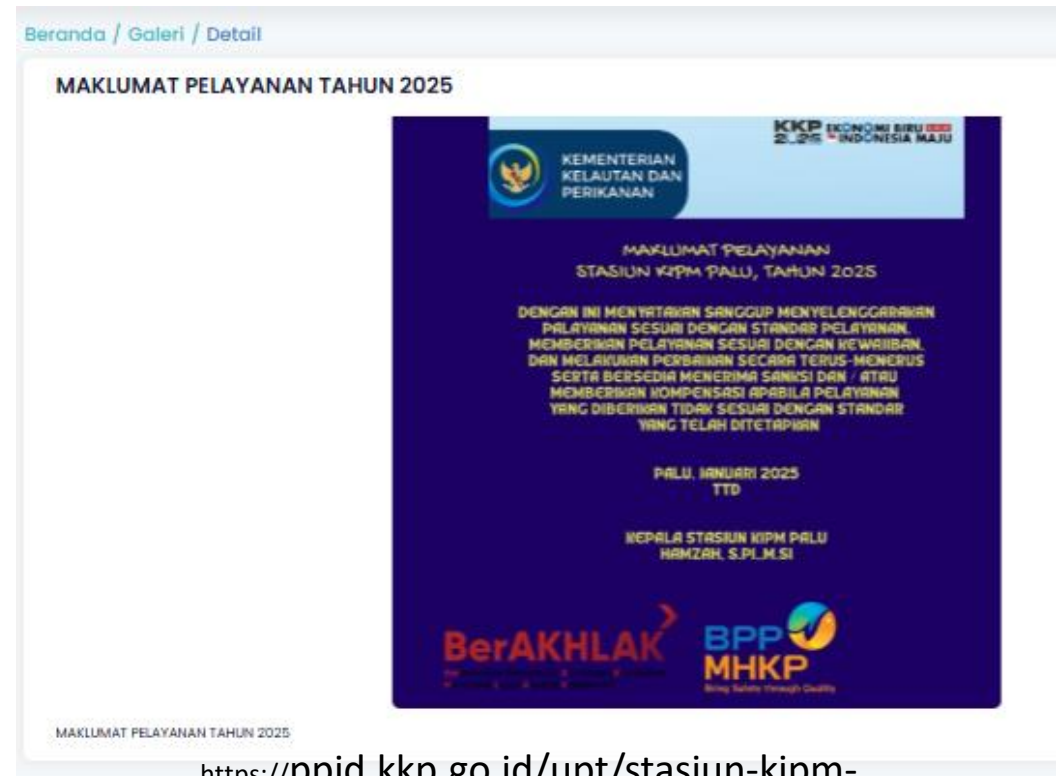 Beranda / Galeri / Detail
MAKLUMAT PELAYANAN TAHUN 2025
KKP 2025 EKONOMI BIRU
INDONESIA MAJU
KEMENTERIAN
KELAUTAN DAN
PERIKANAN
MAKLUMAT PELAYANAN
STASIUN KIPM PALU, TAHUN 2025
DENGAN INI MENYATAKAN SANGGUP MENYELENGGARAKAN
PALAYANAN SESUAI DENGAN STANDAR PELAYANAN,
MEMBERIKAN PELAYANAN SESUAI DENGAN KEWAJIBAN,
DAN MELAKUKAN PERBAIKAN SECARA TERUS-MENERUS
SERTA BERSEDIA MENERIMA SANKSI DAN / ATAU
MEMBERIKAN KOMPENSASI APABILA PELAYANAN
YANG DIBERIKAN TIDAK SESUAI DENGAN STANDAR
YANG TELAH DITETAPKAN
PALU, JANUARI 2025
TTD
KEPALA STASIUN KIPM PALU
HAMZAH, S.PI.,M.SI
BerAKHLAK
BPP
MHKP
Bring Safety through Quality
MAKLUMAT PELAYANAN TAHUN 2025
https://ppid.kkp.go.id/upt/stasiun-kipm-